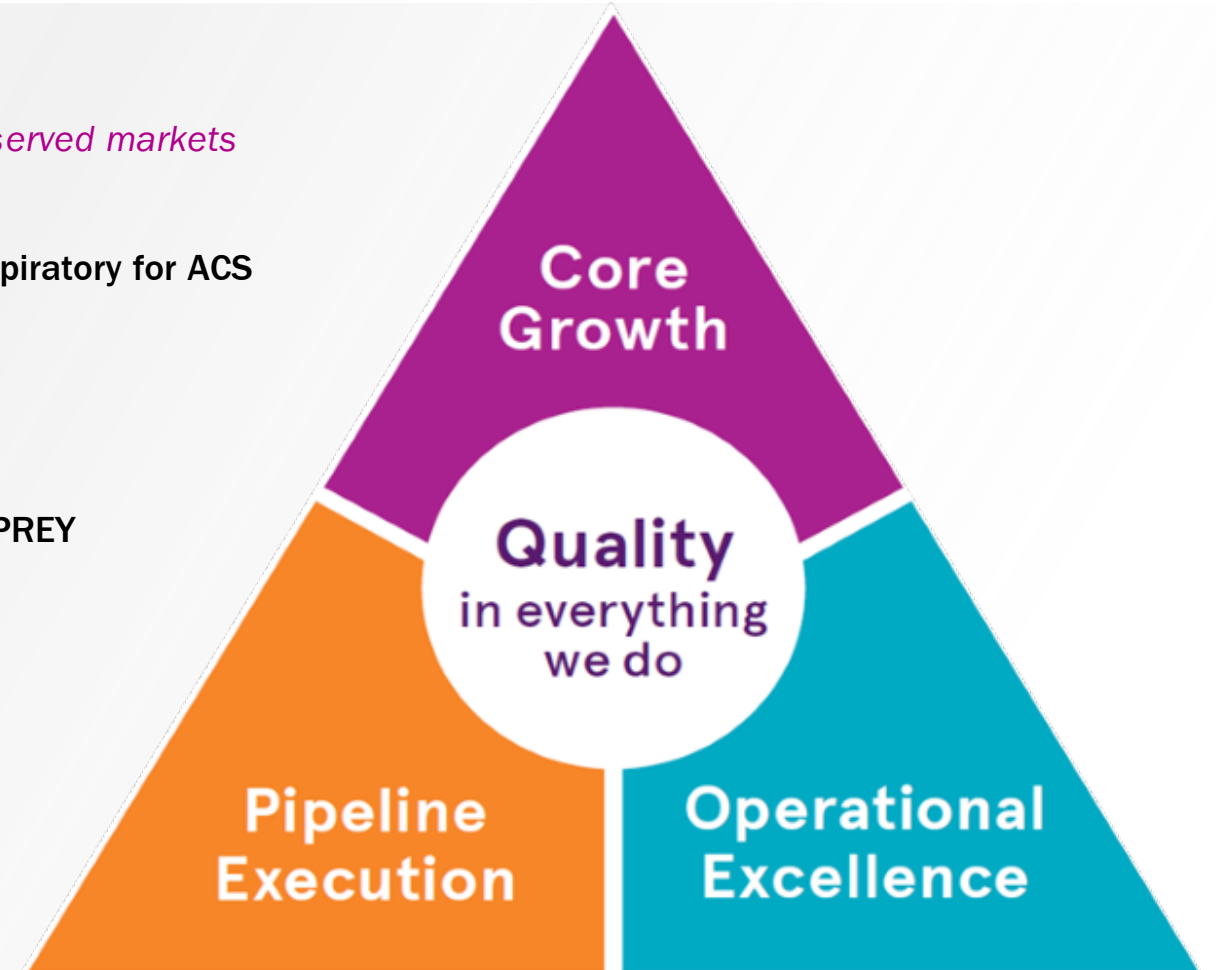 served markets
piratory for ACS
PREY
Core
Growth
Quality
in everything
we do
Pipeline
Execution
Operational
Excellence